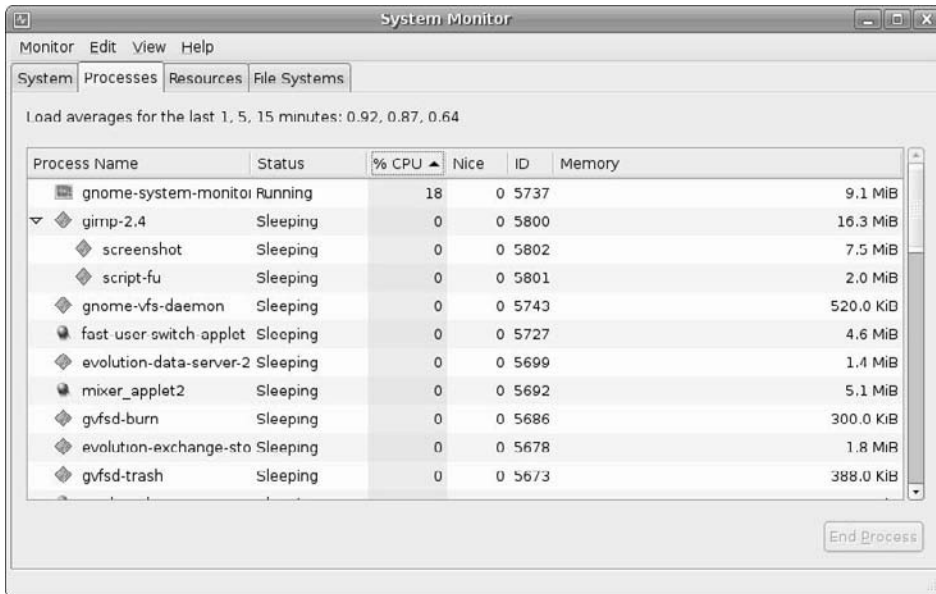 System Monitor
Monitor Edit View Help
System Processes Resources File Systems
Load averages for the last 1, 5, 15 minutes: 0.92, 0.87, 0.64
Process Name Status % CPU Nice ID Memory
gnome-system-monitor Running 18 0 5737 9.1 MiB
gimp-2.4 Sleeping 0 0 5800 16.3 MiB
screenshot Sleeping 0 0 5802 7.5 MiB
script-fu Sleeping 0 0 5801 2.0 MiB
gnome-vfs-daemon Sleeping 0 0 5743 520.0 KiB
fast-user-switch-applet Sleeping 0 0 5727 4.6 MiB
evolution-data-server-2 Sleeping 0 0 5699 1.4 MiB
mixer_applet2 Sleeping 0 0 5692 5.1 MiB
gvfsd-burn Sleeping 0 0 5686 300.0 KiB
evolution-exchange-sto Sleeping 0 0 5678 1.8 MiB
gvfsd-trash Sleeping 0 0 5673 388.0 KiB
End Process